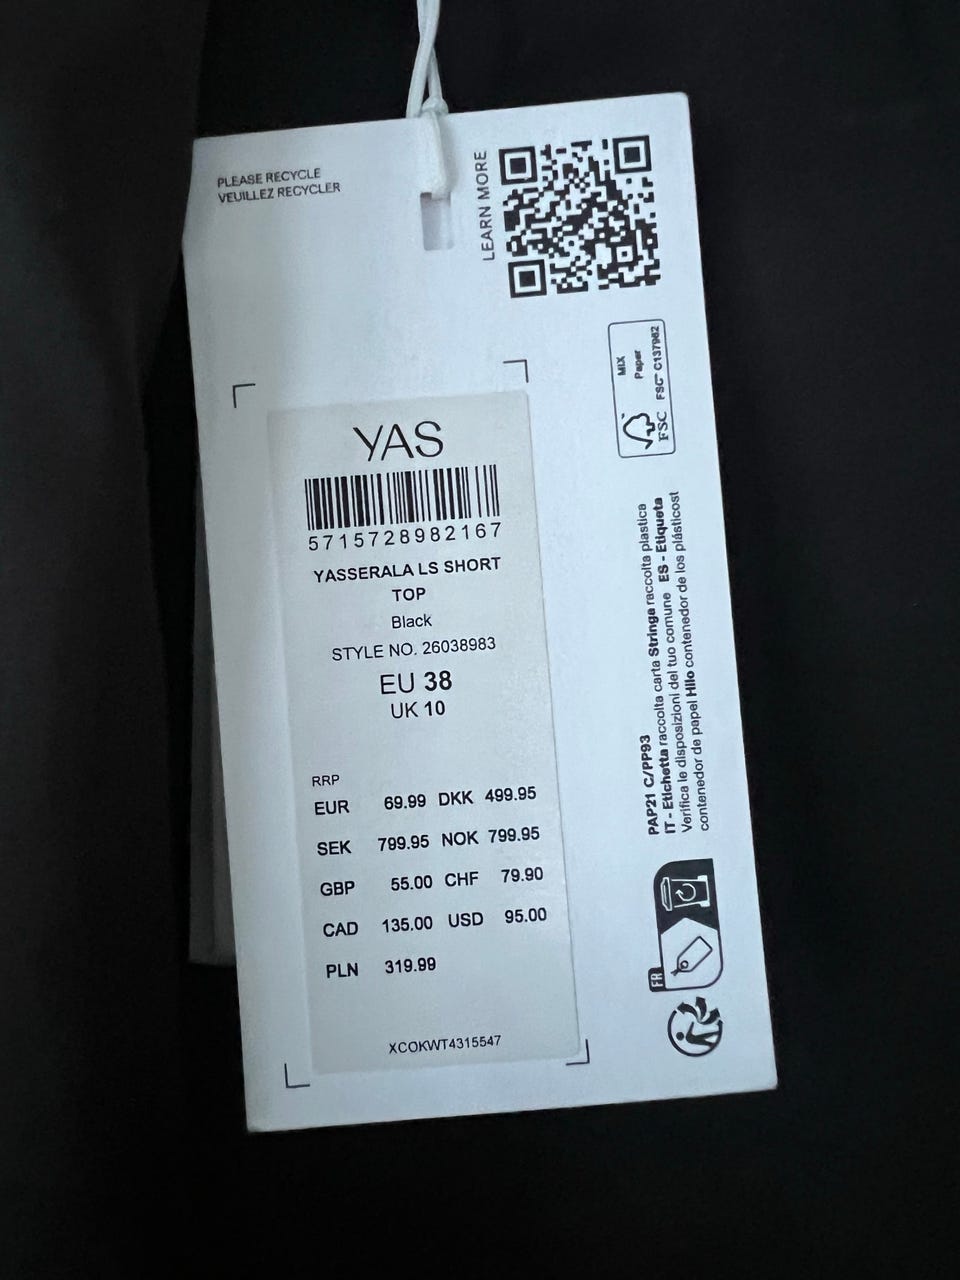 PLEASE RECYCLE
VEUILLEZ RECYCLER
LEARN MORE
MIX
Paper
FSC
FSC™ C137982
YAS
5715728982167
YASSERALA LS SHORT
TOP
Black
STYLE NO. 26038983
EU 38
UK 10
RRP
EUR 69.99 DKK 499.95
SEK 799.95 NOK 799.95
GBP 55.00 CHF 79.90
CAD 135.00 USD 95.00
PLN 319.99
XCOKWT4315547
PAP21 C/PP93
IT - Etichetta raccolta carta Stringa raccolta plastica
Verifica le disposizioni del tuo comune ES - Etiqueta
contenedor de papel Hilo contenedor de los plásticost
FR